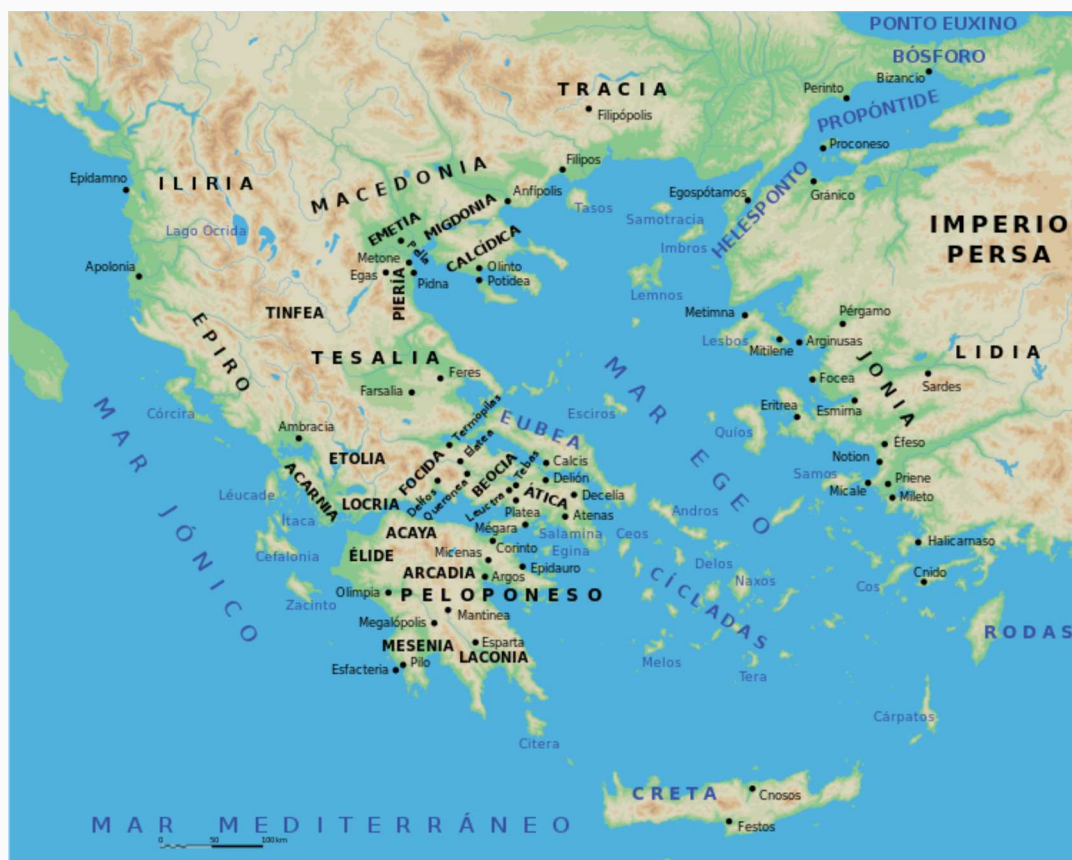 PONTO EUXINO
BÓSFORO
Bizancio
TRACIA
Perinto
PROPÓNTIDE
Filipópolis
Proconeso
Filipos
MACEDONIA
Epidamno
ILIRIA
Anfípolis
Egospótamos
HELESPONTO
Gránico
Tasos
Samotracia
IMPERIO
PERSA
EMETIA
MIGDONIA
Lago Ocrida
Imbros
Pella
CALCÍDICA
Metone
Apolonia
Egas
Olinto
Pidna
Potidea
PIERÍA
Lemnos
TINFEA
Metimna
Pérgamo
EPIRO
Lesbos
Mitilene
Arginusas
TESALIA
JONIA
LIDIA
Feres
MAR EGEO
Focea
Sardes
Farsalia
Córcira
Esciros
Eritrea
Esmirna
MAR JÓNICO
Termópilas
EUBEA
Ambracia
Quíos
Elatea
Éfeso
ETOLIA
FOCIDA
BEOCIA
Tebas
Calcis
Notion
ACARNIA
Delfos
Delión
Samos
Priene
Micale
Queronea
Léucade
LOCRIA
Leuctra
ÁTICA
Decelia
Mileto
Platea
Atenas
Andros
Ítaca
ACAYA
Mégara
Salamina
Ceos
Halicarnaso
Cefalonia
ÉLIDE
Micenas
Corinto
Egina
Delos
ARCADIA
Argos
Epidauro
Naxos
Cos
Cnido
Olimpia
PELOPONESO
CÍCLADAS
Zacinto
Mantinea
Megalópolis
RODAS
MESENIA
Esparta
LACONIA
Melos
Esfacteria
Pilo
Tera
Cárpatos
Citera
CRETA
Cnosos
MAR MEDITERRÁNEO
Festos
0 50 100km